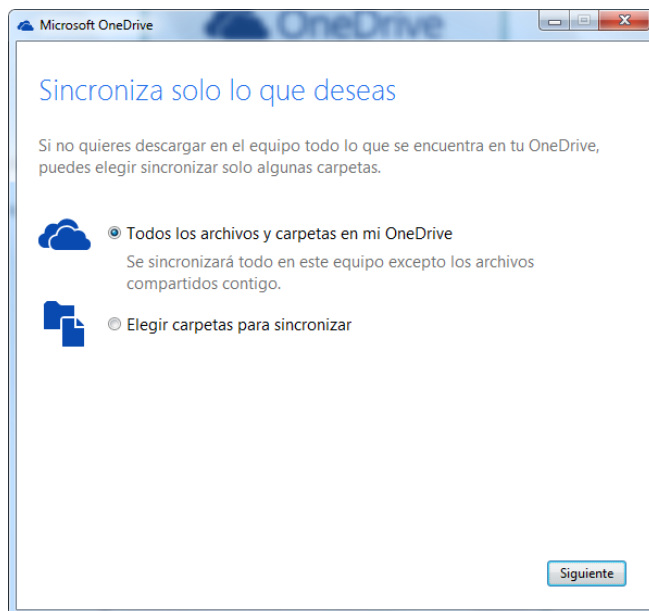 Microsoft OneDrive
OneDrive
Sincroniza solo lo que deseas
Si no quieres descargar en el equipo todo lo que se encuentra en tu OneDrive,
puedes elegir sincronizar solo algunas carpetas.
Todos los archivos y carpetas en mi OneDrive
Se sincronizará todo en este equipo excepto los archivos
compartidos contigo.
Elegir carpetas para sincronizar
Siguiente